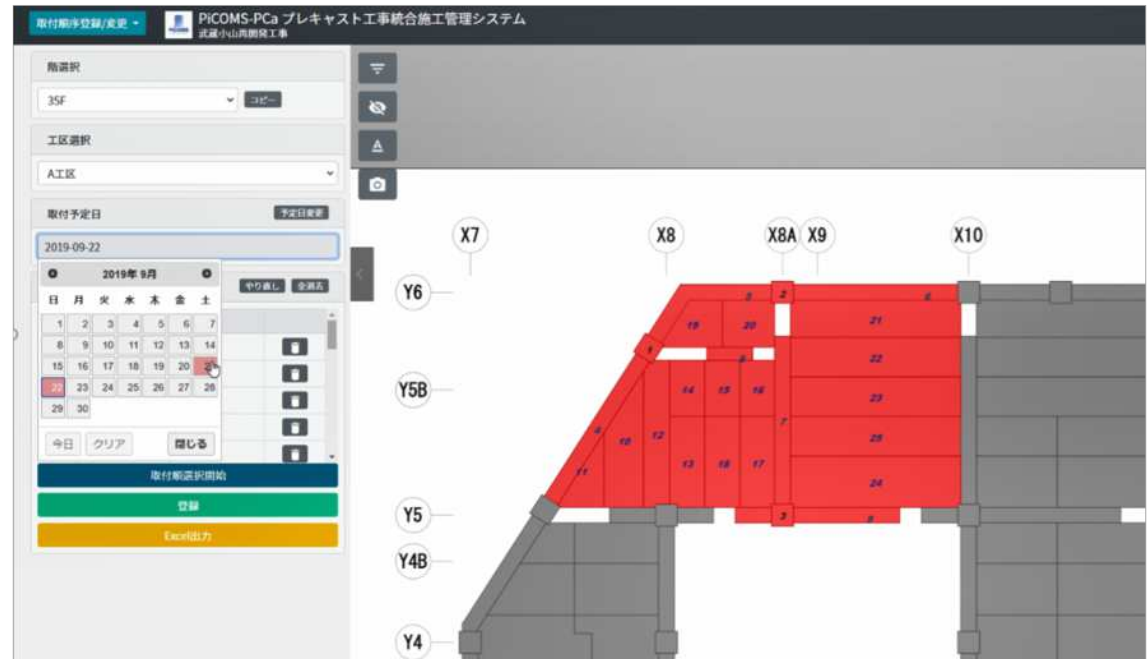 取付順序登録/変更
PiCOMS-PCa プレキャスト工事統合施工管理システム
武蔵小山再開発工事
階選択
35F コピー
工区選択
A工区
取付予定日 予定日変更
2019-09-22
2019年 9月
やり直し 全消去
日 月 火 水 木 金 土
1 2 3 4 5 6 7
8 9 10 11 12 13 14
15 16 17 18 19 20
22 23 24 25 26 27 28
29 30
今日 クリア 閉じる
取付順選択開始
登録
Excel出力
X7 X8 X8A X9 X10
Y6
Y5B
Y5
Y4B
Y4
2
19 20 21
1
22
14 15 16 23
7
12 25
11 13 17 24
3